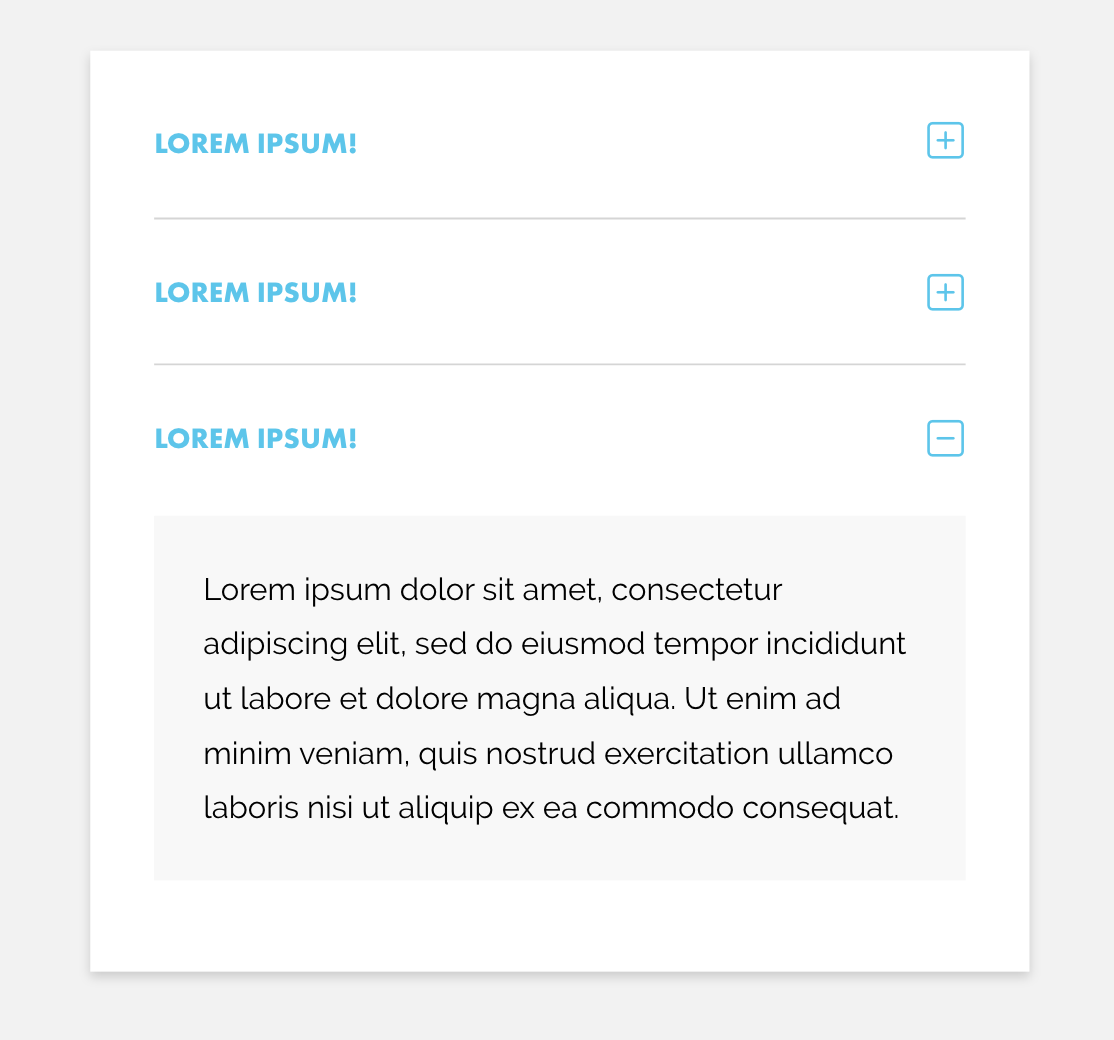 LOREM IPSUM!
LOREM IPSUM!
LOREM IPSUM!
Lorem ipsum dolor sit amet, consectetur
adipiscing elit, sed do eiusmod tempor incididunt
ut labore et dolore magna aliqua. Ut enim ad
minim veniam, quis nostrud exercitation ullamco
laboris nisi ut aliquip ex ea commodo consequat.